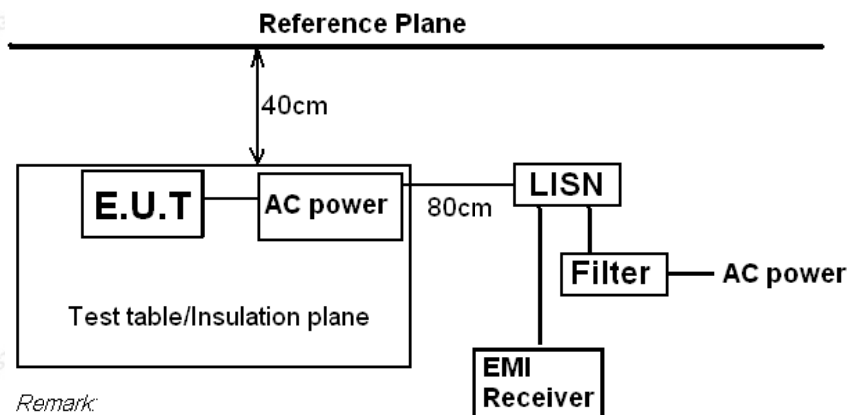 Reference Plane
40cm
E.U.T
AC power
80cm
LISN
Filter
AC power
Test table/Insulation plane
EMI
Receiver
Remark: